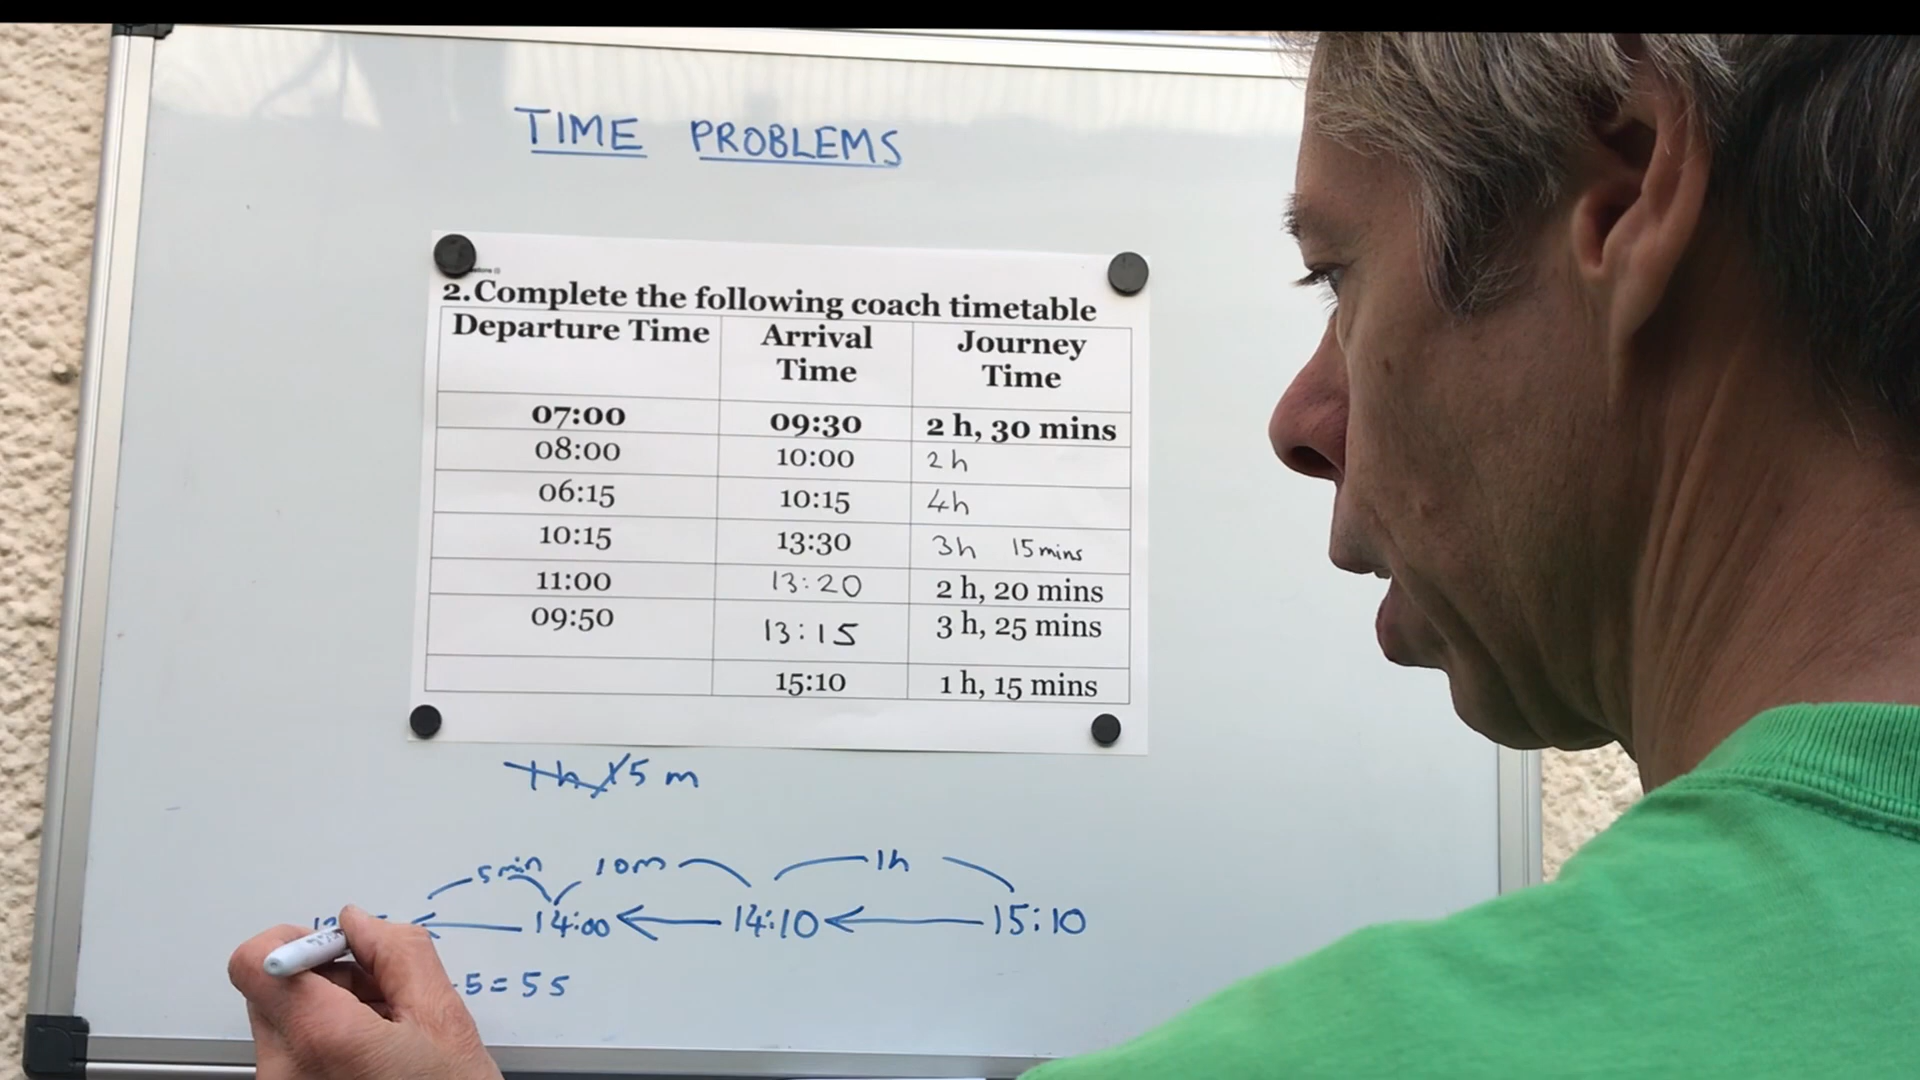 TIME PROBLEMS
2.Complete the following coach timetable
Departure Time Arrival Time Journey Time
07:00 09:30 2 h, 30 mins
08:00 10:00 2h
06:15 10:15 4h
10:15 13:30 3h 15mins
11:00 13:20 2 h, 20 mins
09:50 13:15 3 h, 25 mins
15:10 1 h, 15 mins
5 m
5min 10m 1h
14:00 14:10 15:10
5=55